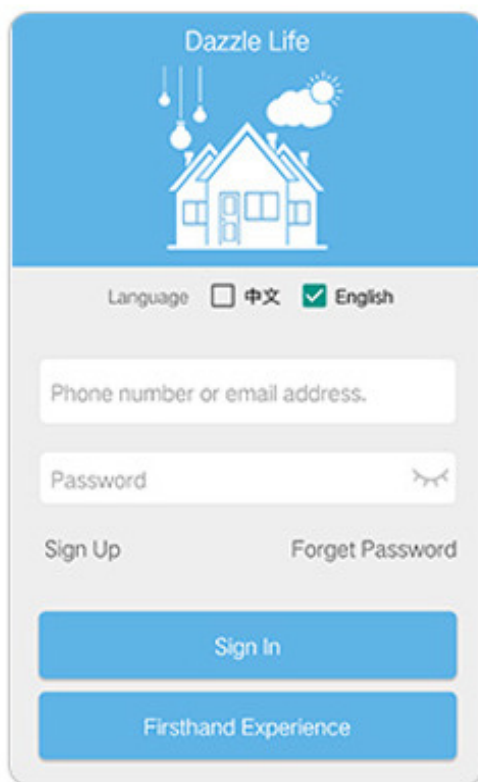 Dazzle Life
Language 中文 English
Phone number or email address.
Password
Sign Up Forget Password
Sign In
Firsthand Experience